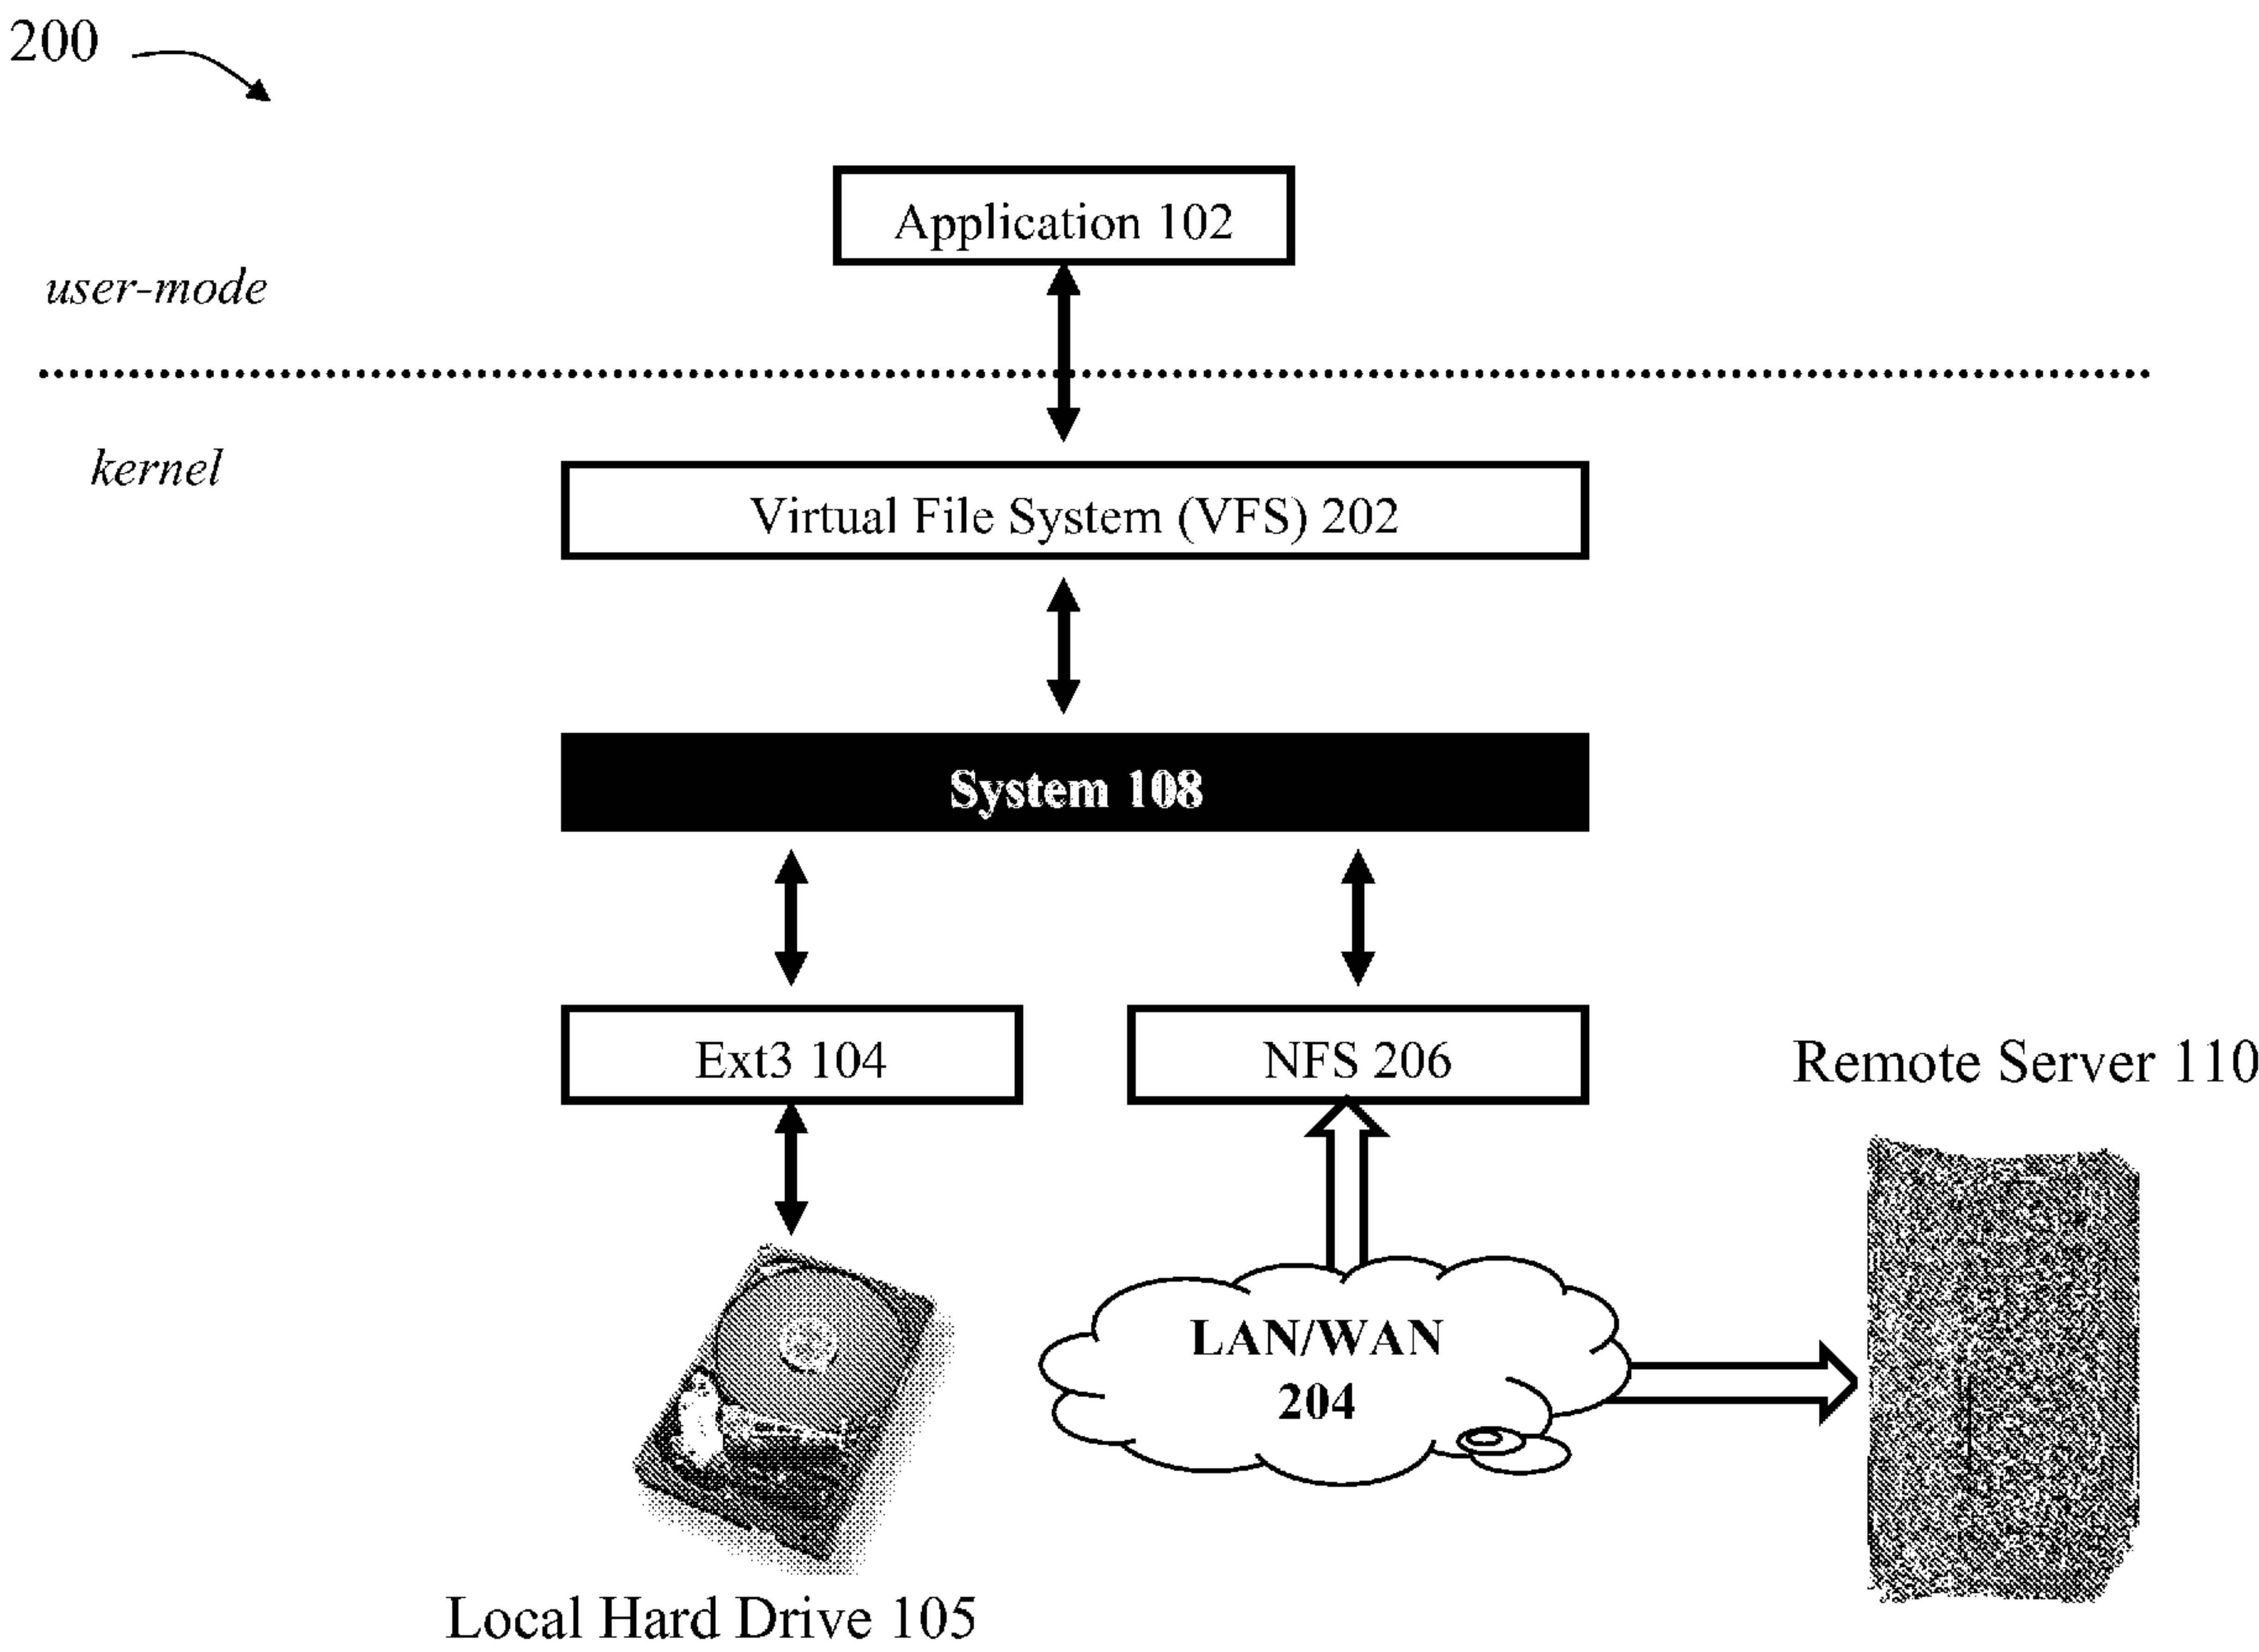 200
Application 102
user-mode
kernel
Virtual File System (VFS) 202
System 108
Ext3 104
NFS 206
Remote Server 110
LAN/WAN
204
Local Hard Drive 105